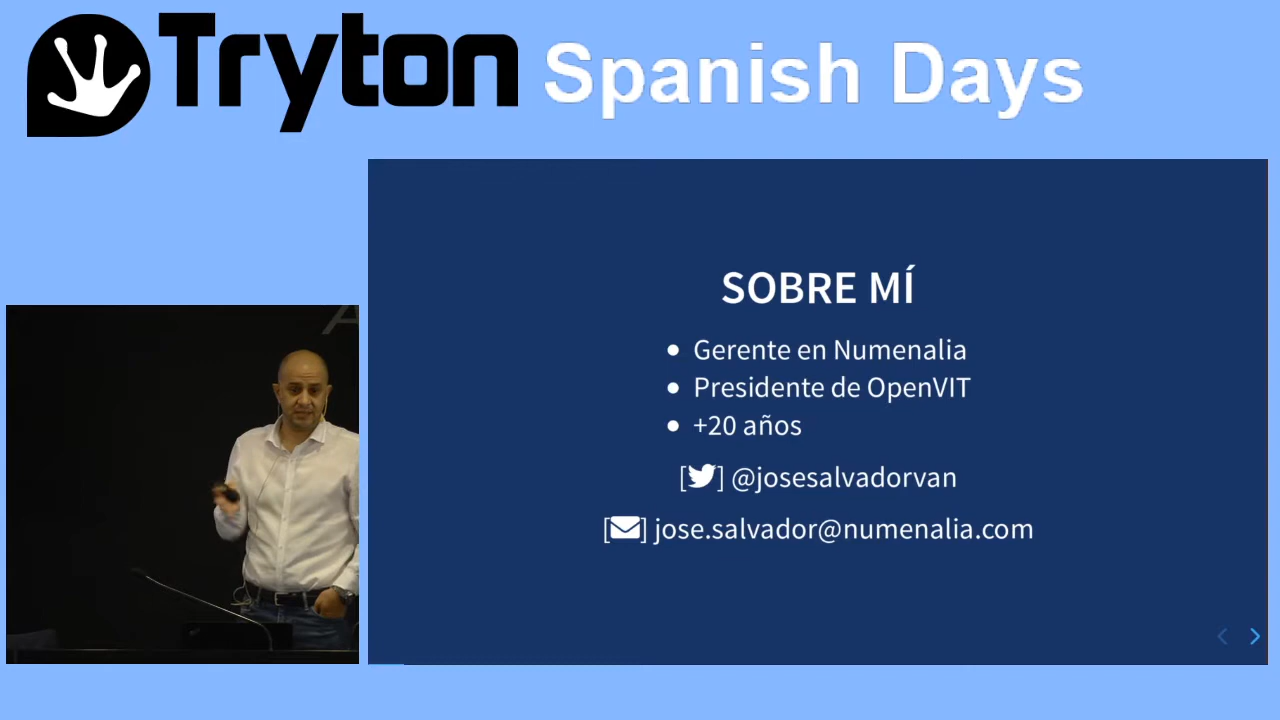 Tryton Spanish Days
SOBRE MÍ
Gerente en Numenalia
Presidente de OpenVIT
+20 años
[] @josesalvadorvan
[] jose.salvador@numenalia.com